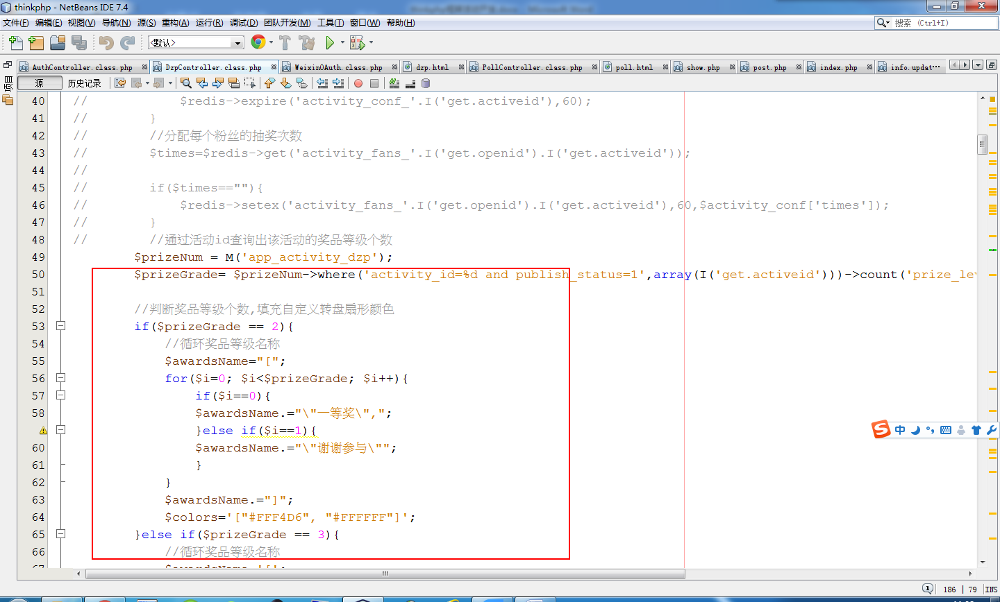 thinkphp - NetBeans IDE 7.4
文件(F) 编辑(E) 视图(V) 导航(N) 源(S) 重构(A) 运行(R) 调试(D) 团队开发(M) 工具(T) 窗口(W) 帮助(H)
搜索 (Ctrl+I)
<默认>
AuthController.class.php DzpController.class.php WeixinOAuth.class.php dzp.html PollController.class.php poll.html show.php post.php index.php info.updat...
源 历史记录
40 // $redis->expire('activity_conf_'.I('get.activeid'),60);
41 // }
42 // //分配每个粉丝的抽奖次数
43 // $times=$redis->get('activity_fans_'.I('get.openid').I('get.activeid'));
44 //
45 // if($times==""){
46 // $redis->setex('activity_fans_'.I('get.openid').I('get.activeid'),60,$activity_conf['times']);
47 // }
48 // //通过活动id查询出该活动的奖品等级个数
49 $prizeNum = M('app_activity_dzp');
50 $prizeGrade= $prizeNum->where('activity_id=%d and publish_status=1',array(I('get.activeid')))->count('prize_lev
51
52 //判断奖品等级个数,填充自定义转盘扇形颜色
53 if($prizeGrade == 2){
54 //循环奖品等级名称
55 $awardsName="[";
56 for($i=0; $i<$prizeGrade; $i++){
57 if($i==0){
58 $awardsName.="\"一等奖\",";
}else if($i==1){
60 $awardsName.="\"谢谢参与\"";
61 }
62 }
63 $awardsName.="]";
64 $colors='["#FFF4D6", "#FFFFFF"]';
65 }else if($prizeGrade == 3){
66 //循环奖品等级名称
中
186 | 79 INS